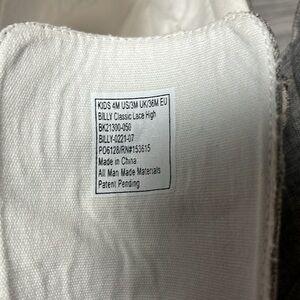 KIDS 4M US/3M UK/36M EU
BILLY Classic Lace High
BK21300-050
BILLY-0221-07
PO6128/RN#153615
Made in China
All Man Made Materials
Patent Pending